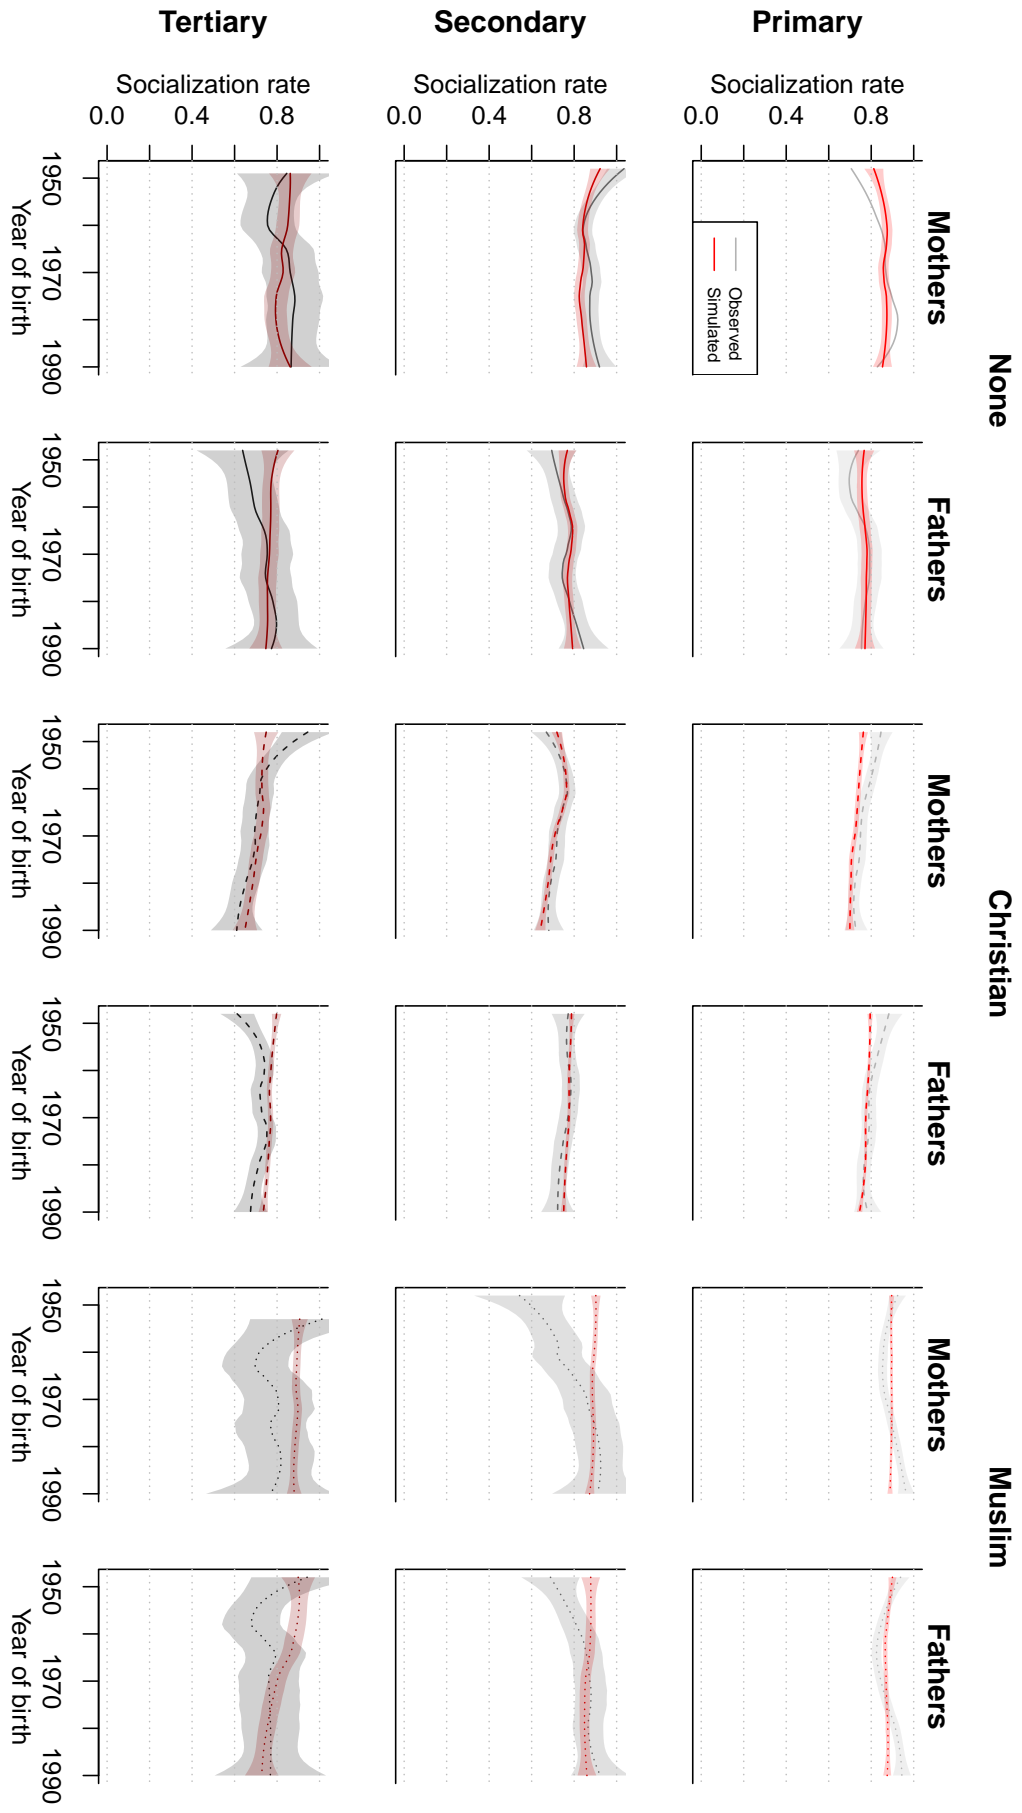 None
Christian
Muslim
Mothers
Fathers
Mothers
Fathers
Mothers
Fathers
Primary
Socialization rate
0.0 0.4 0.8
Observed
Simulated
Secondary
Socialization rate
0.0 0.4 0.8
Tertiary
Socialization rate
0.0 0.4 0.8
1950 1970 1990
Year of birth
1950 1970 1990
Year of birth
1950 1970 1990
Year of birth
1950 1970 1990
Year of birth
1950 1970 1990
Year of birth
1950 1970 1990
Year of birth